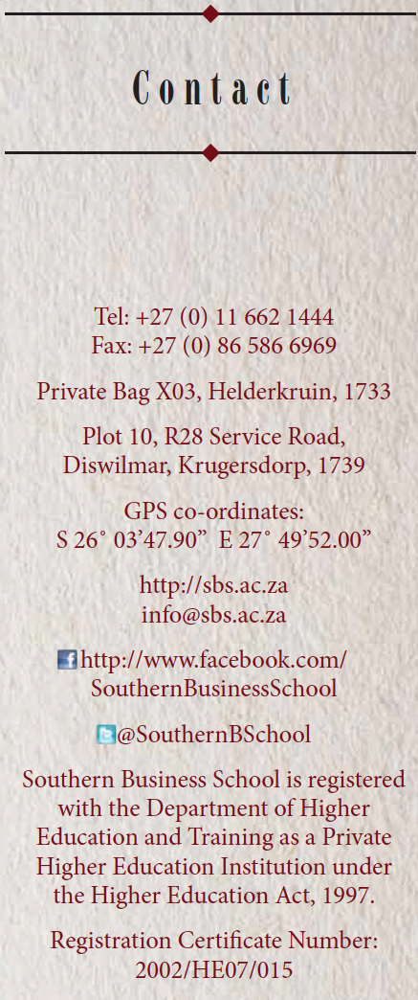 Contact
Tel: +27 (0) 11 662 1444
Fax: +27 (0) 86 586 6969
Private Bag X03, Helderkruin, 1733
Plot 10, R28 Service Road,
Diswilmar, Krugersdorp, 1739
GPS co-ordinates:
S 26˚ 03’47.90” E 27˚ 49’52.00”
http://sbs.ac.za
info@sbs.ac.za
f http://www.facebook.com/
SouthernBusinessSchool
t @SouthernBSchool
Southern Business School is registered
with the Department of Higher
Education and Training as a Private
Higher Education Institution under
the Higher Education Act, 1997.
Registration Certificate Number:
2002/HE07/015